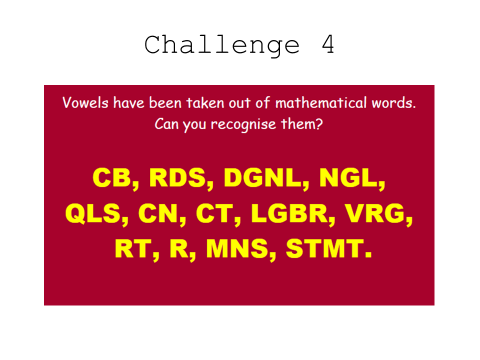 Challenge 4
Vowels have been taken out of mathematical words.
Can you recognise them?
CB, RDS, DGNL, NGL,
QLS, CN, CT, LGBR, VRG,
RT, R, MNS, STMT.